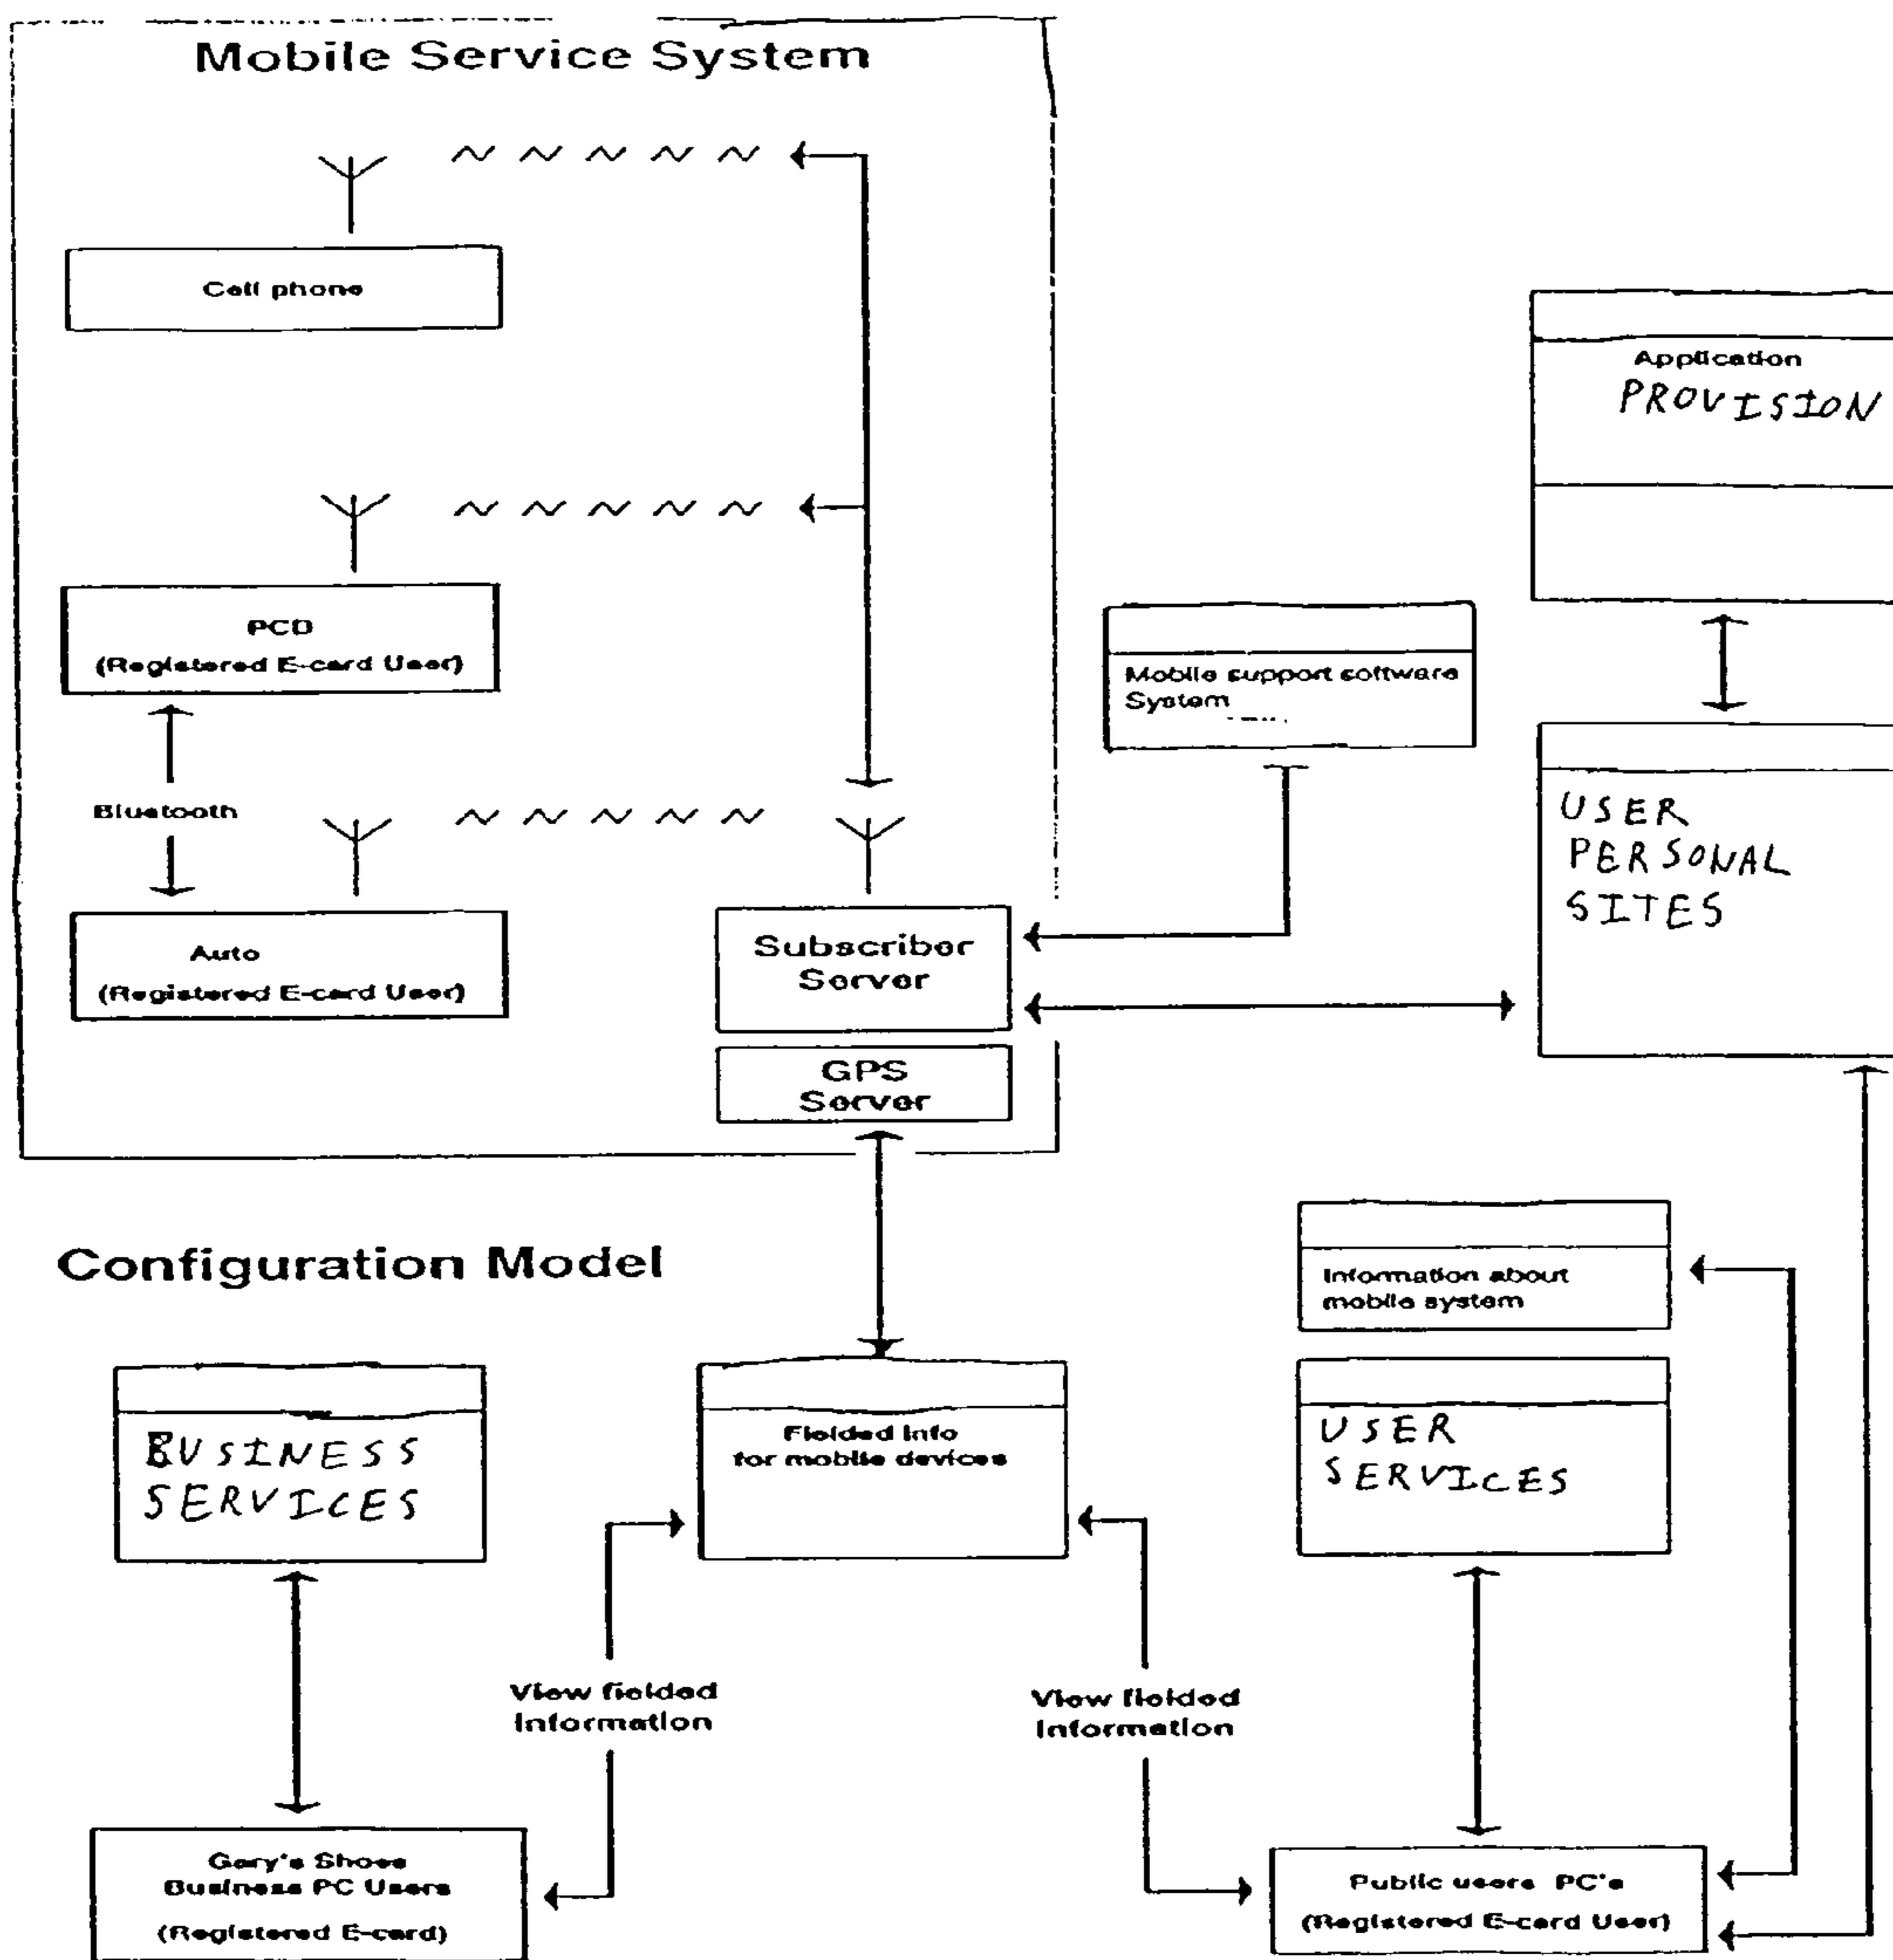 Mobile Service System
Cell phone
PCD
(Registered E-card User)
Bluetooth
Auto
(Registered E-card User)
Subscriber
Server
GPS
Server
Mobile support software
System
Application
PROVISION
USER
PERSONAL
SITES
Configuration Model
Information about
mobile system
BUSINESS
SERVICES
Fielded Info
for mobile devices
USER
SERVICES
View fielded
Information
View fielded
Information
Gary's Shoes
Business PC Users
(Registered E-card)
Public users PC's
(Registered E-card User)